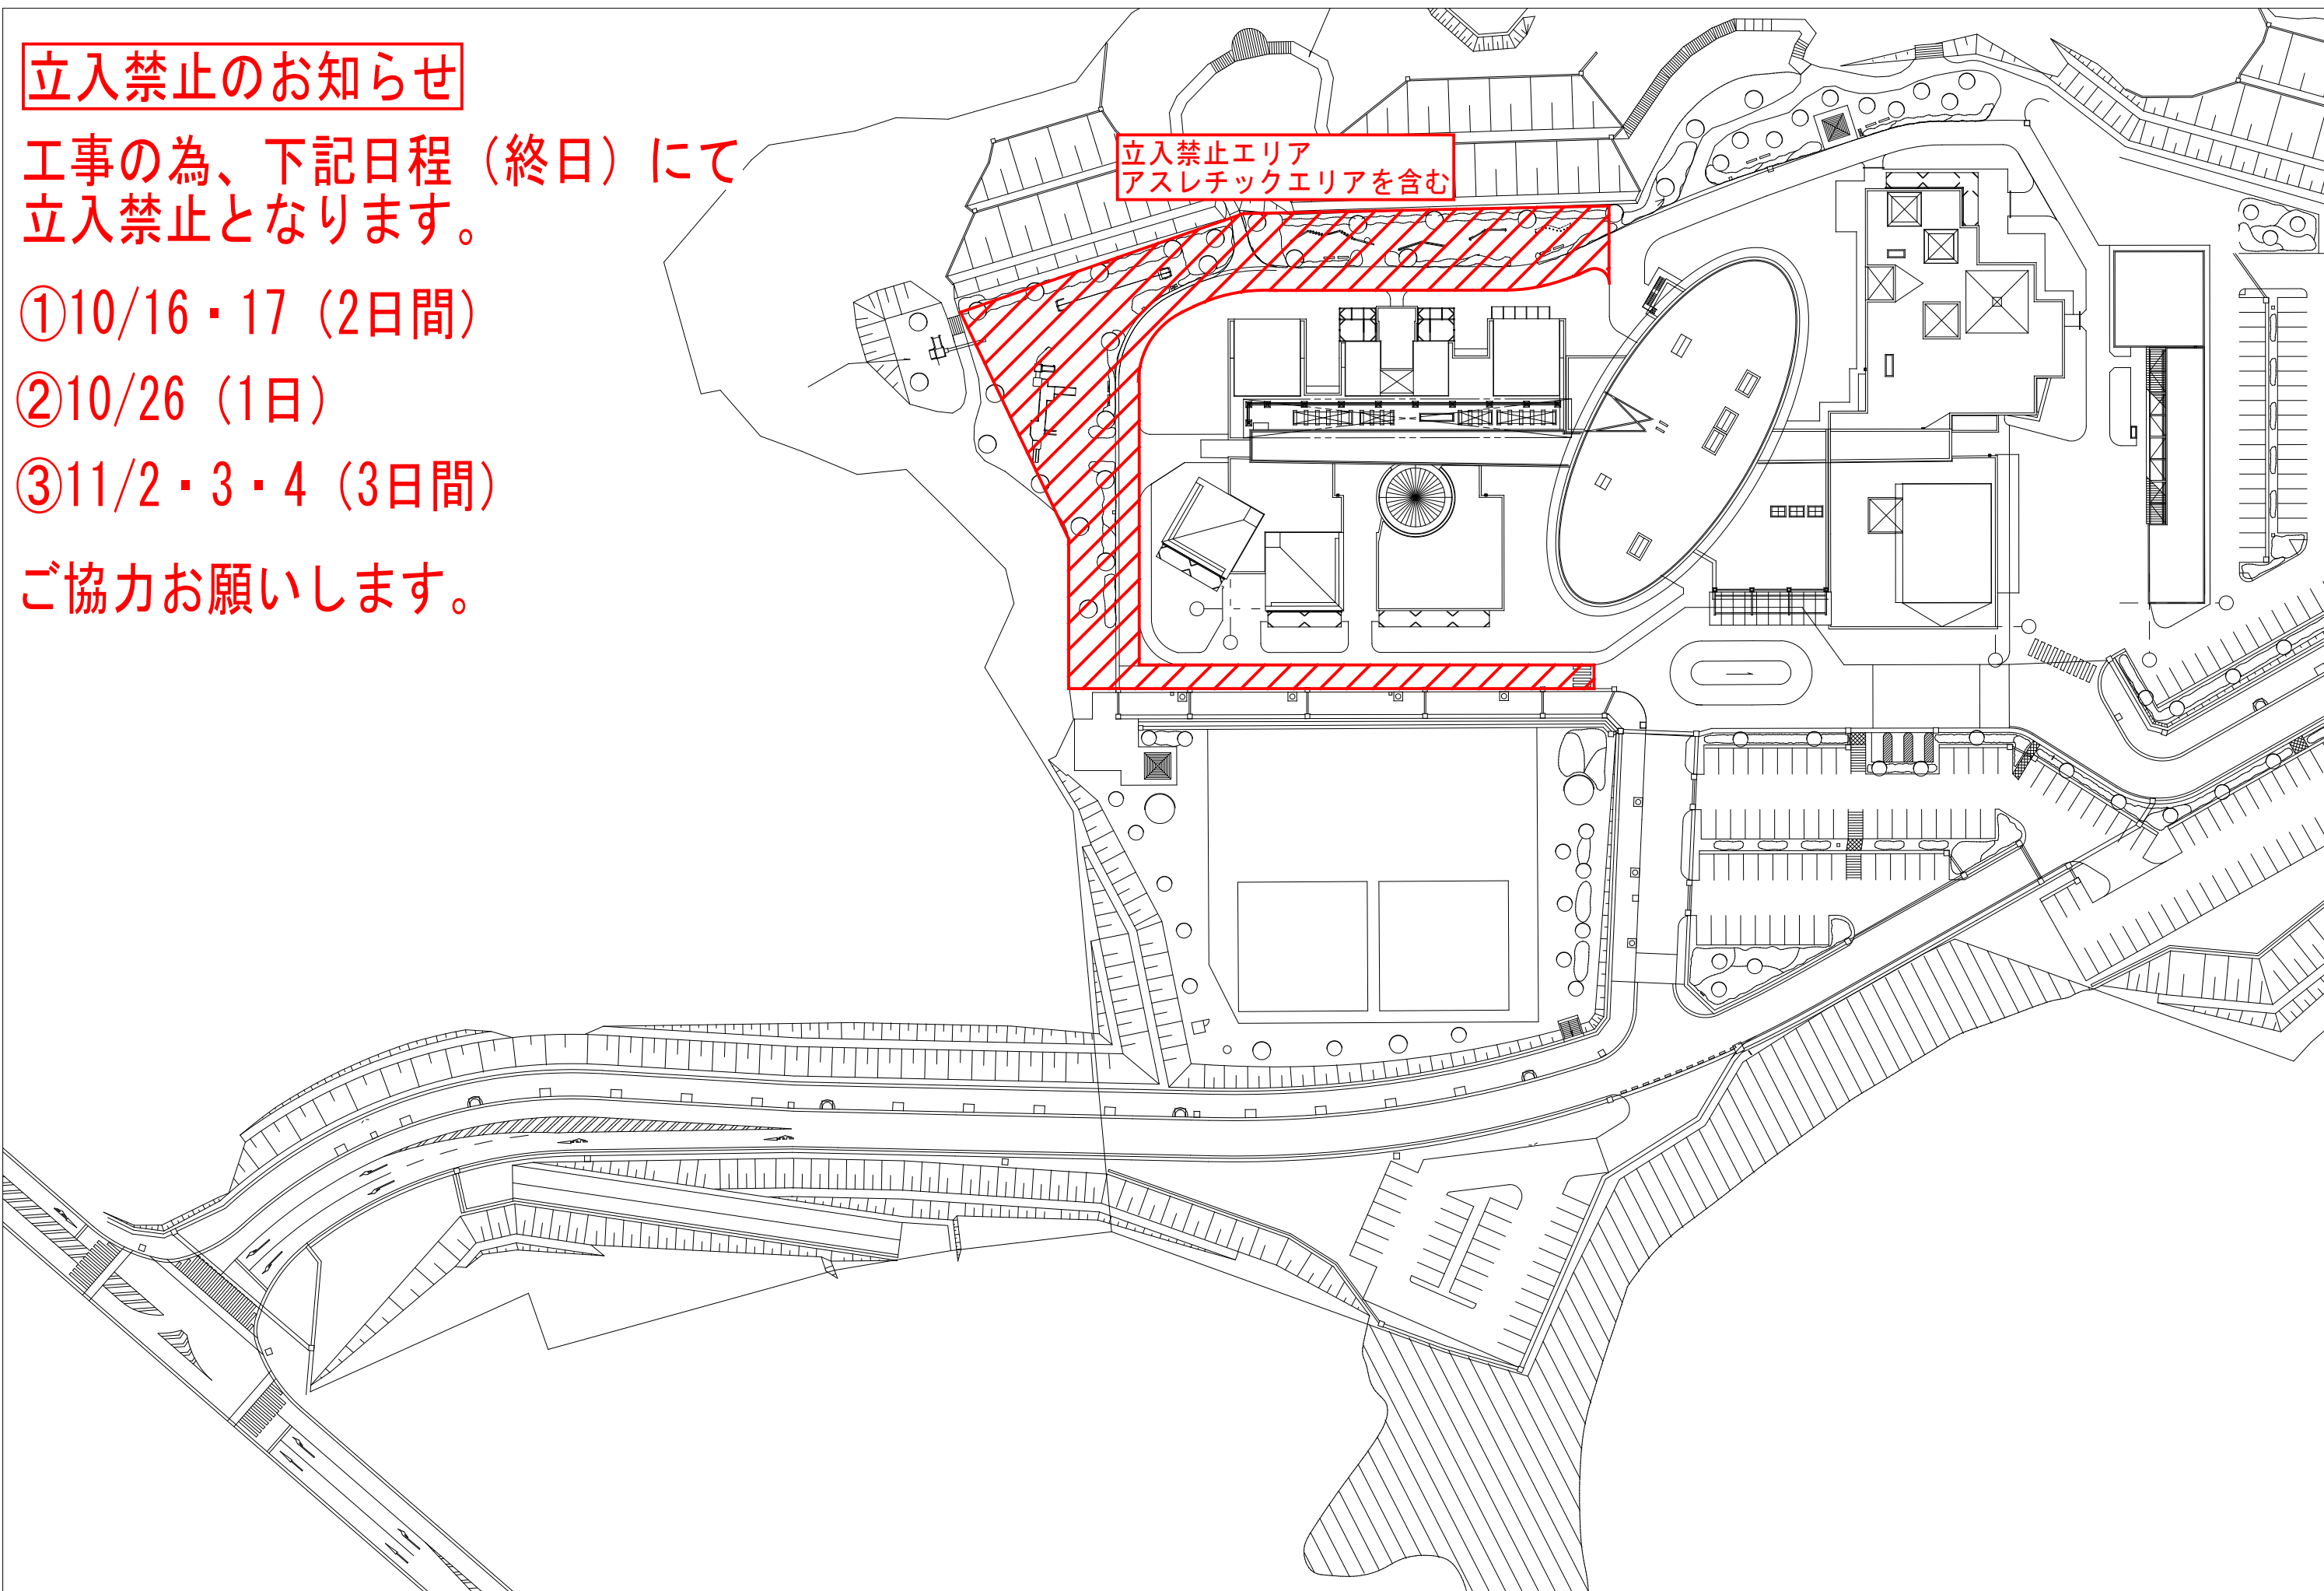 立入禁止のお知らせ
工事の為、下記日程（終日）にて
立入禁止となります。
①10/16・17（2日間）
②10/26（1日）
③11/2・3・4（3日間）
ご協力お願いします。
立入禁止エリア
アスレチックエリアを含む